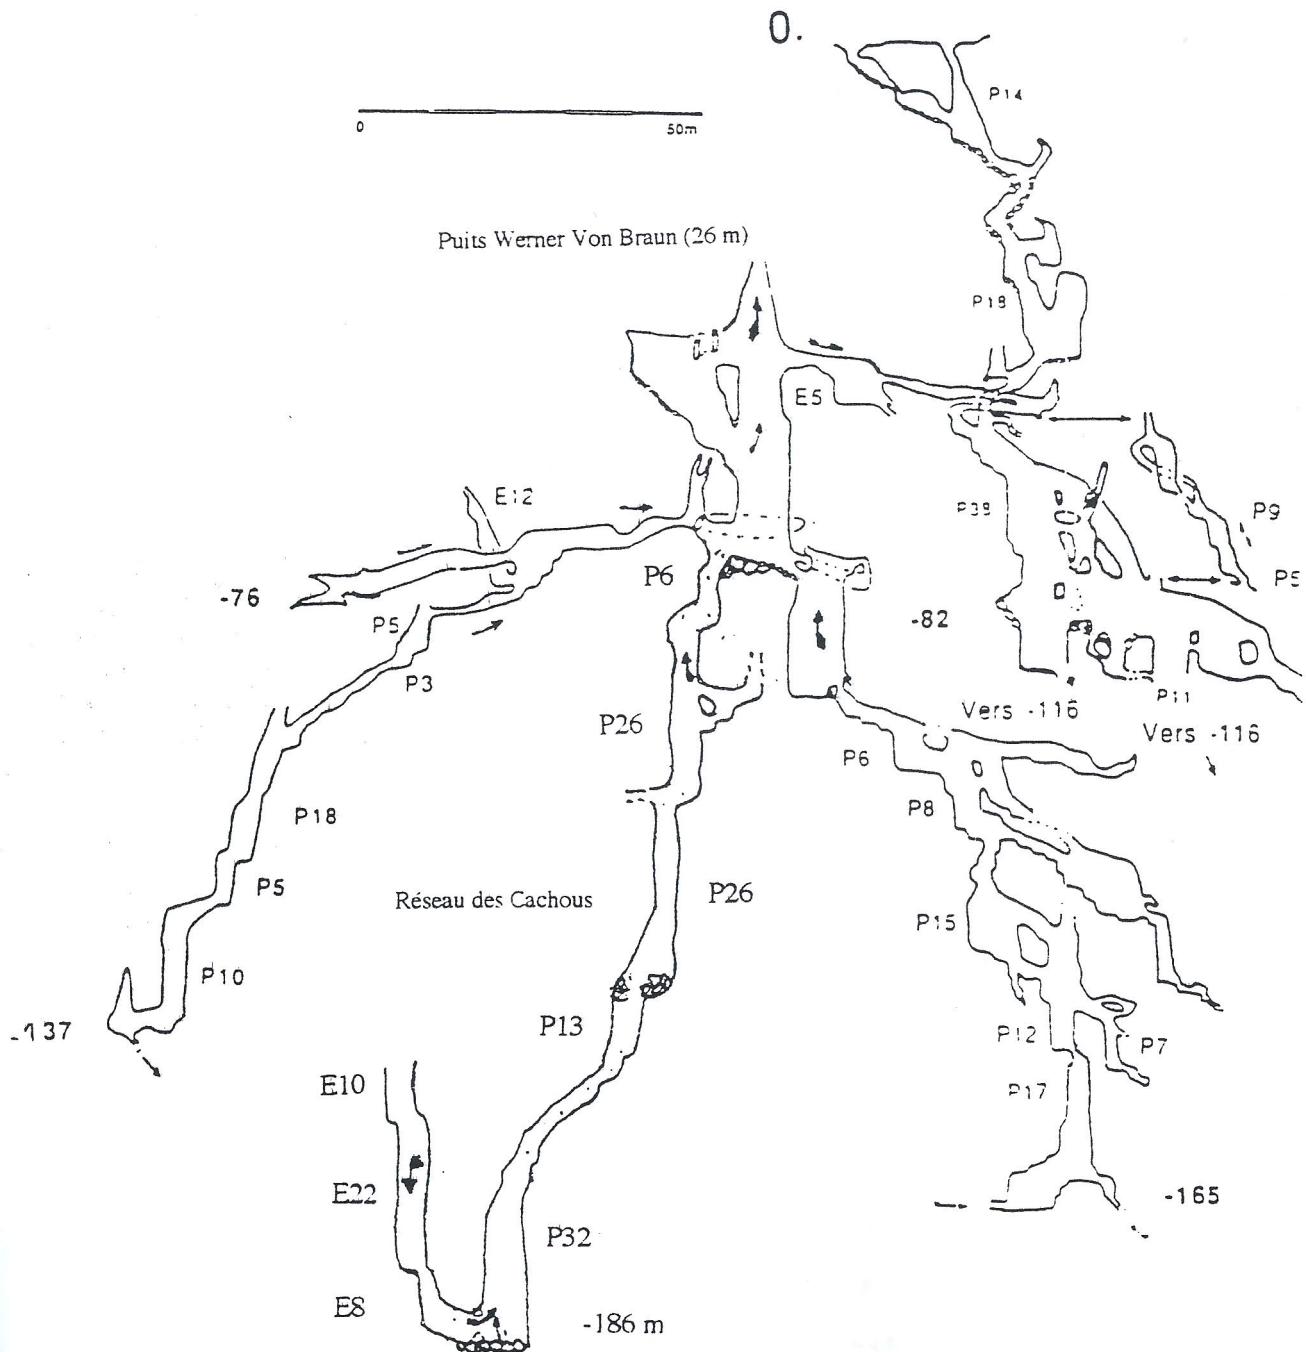 0.
P14
0 50m
Puits Werner Von Braun (26 m)
P18
E5
E12
P38
P9
P6
P5
-76
-82
P5
P3
P11
Vers -116
Vers -116
P26
P6
P8
P18
P5
Réseau des Cachous
P26
P15
P10
-137
P13
P12
P7
E10
P17
E22
-165
P32
E8
-186 m